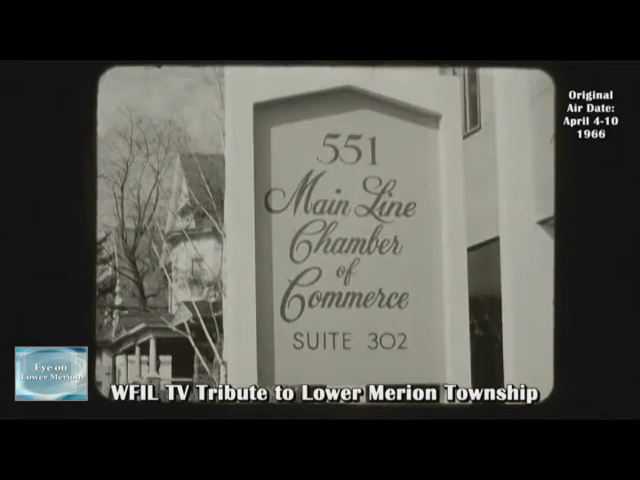 Original
Air Date:
April 4-10
1966
551
Main Line
Chamber
of
Commerce
SUITE 302
Eye on
Lower Merion
WFIL TV Tribute to Lower Merion Township